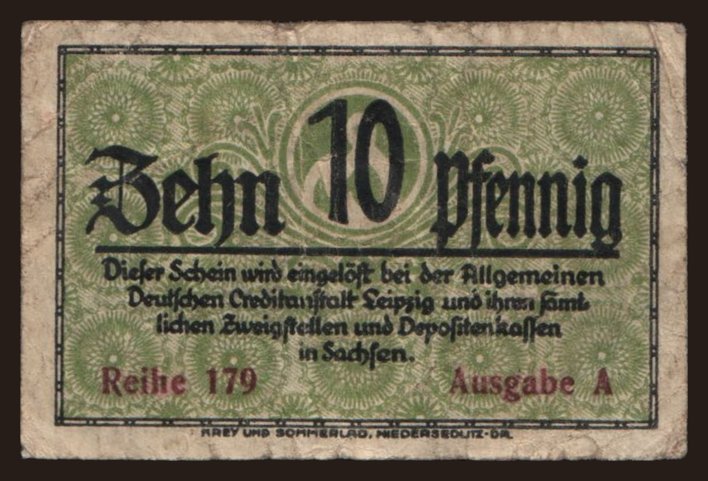 Zehn 10 Pfennig
Dieser Schein wird eingelöst bei der Allgemeinen
Deutschen Creditanstalt Leipzig und ihren sämt-
lichen Zweigstellen und Depositenkassen
in Sachsen.
Reihe 179 Ausgabe A
KREY UND SOMMERLAD, NIEDERSEDLITZ-DR.